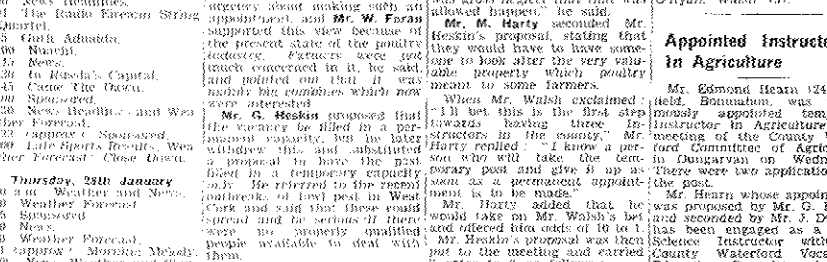 News Headlines.
The Radio Eireann String
Quartet.
Nuacht.
News.
In Russia's Capital.
Came The Dawn.
Sponsored.
News Headlines and Wea
ther Forecast.
(approx.) Sponsored.
Late Sports Results, Wea
ther Forecast: Close Down.
Thursday, 28th January
a.m. Weather and News.
Weather Forecast
Sponsored
News.
Weather Forecast.
(approx.) Melody.
urgency about making such an
appointment, and Mr. W. Foran
supported this view because of
the present state of the poultry
industry. Farmers were not
much concerned in it, he said,
and pointed out that it was
mainly big combines which now
were interested
Mr. G. Heskin proposed that
the vacancy be filled in a per-
manent capacity, but he later
withdrew this and substituted
a proposal to have the post
filled in a temporary capacity
only. He referred to the recent
outbreaks of fowl pest in West
Cork and said that these could
spread and be serious if there
were no properly qualified
people available to deal with
them.
allowed happen," he said.
Mr. M. Harty seconded Mr.
Heskin's proposal, stating that
they would have to have some-
one to look after the very valu-
able property which poultry
meant to some farmers.
When Mr. Walsh exclaimed:
"I'll bet this is the first step
towards having three In-
structors in the county," Mr.
Harty replied: "I know a per-
son who will take the tem-
porary post and give it up as
soon as a permanent appoint-
ment is to be made."
Mr. Harty added that he
would take on Mr. Walsh's bet
and offered him odds of 10 to 1.
Mr. Heskin's proposal was then
put to the meeting and carried
Appointed Instructo
In Agriculture
Mr. Edmond Hearn (24
field, Bonmahon, was
mously appointed tem
Instructor in Agriculture
meeting of the County
ford Committee of Agric
in Dungarvan on Wedn
There were two applicatio
the post.
Mr. Hearn whose appoin
was proposed by Mr. G. H
and seconded by Mr. J. D
has been engaged as a
Science Instructor with
County Waterford Voca